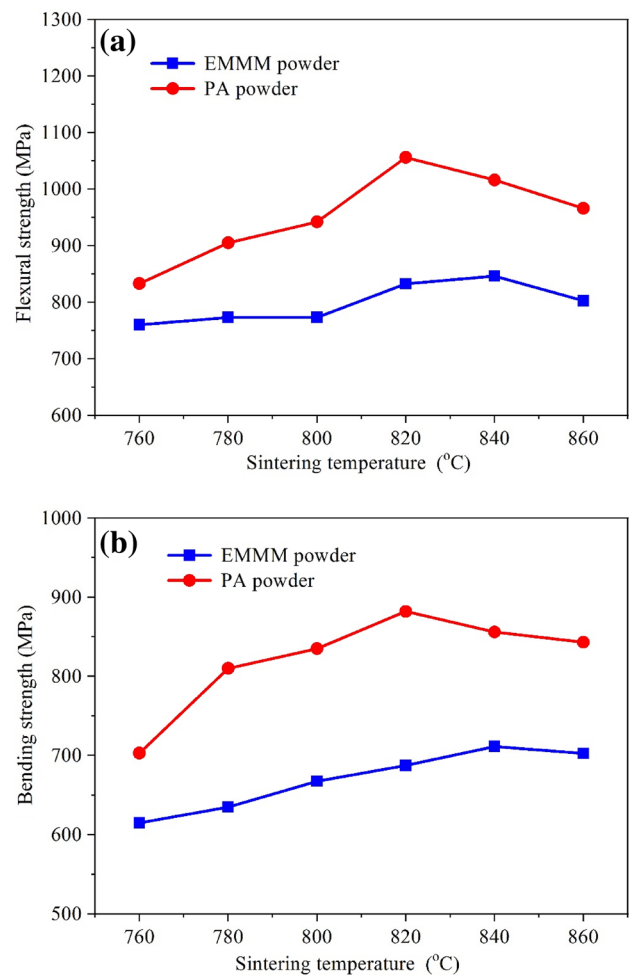 (a)
EMMM powder
PA powder
Flexural strength (MPa)
1300
1200
1100
1000
900
800
700
600
760 780 800 820 840 860
Sintering temperature (°C)
(b)
EMMM powder
PA powder
Bending strength (MPa)
1000
900
800
700
600
500
760 780 800 820 840 860
Sintering temperature (°C)